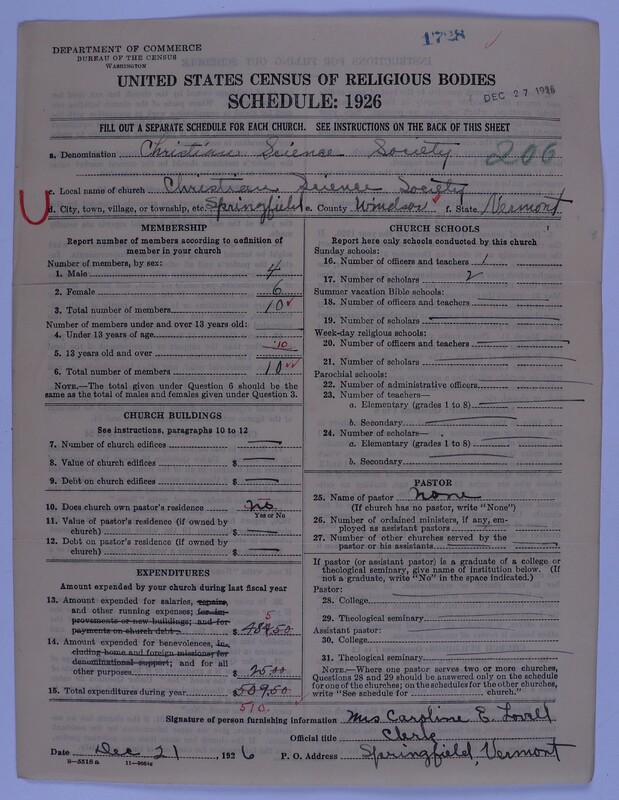 1728
DEPARTMENT OF COMMERCE
BUREAU OF THE CENSUS
WASHINGTON
UNITED STATES CENSUS OF RELIGIOUS BODIES
SCHEDULE: 1926
DEC 27 1926
FILL OUT A SEPARATE SCHEDULE FOR EACH CHURCH. SEE INSTRUCTIONS ON THE BACK OF THIS SHEET
a. Denomination Christian Science Society 206
c. Local name of church Christian Science Society
d. City, town, village, or township, etc. Springfield e. County Windsor f. State Vermont
MEMBERSHIP
Report number of members according to definition of
member in your church
Number of members, by sex:
1. Male 4
2. Female 6
3. Total number of members 10
Number of members under and over 13 years old:
4. Under 13 years of age
5. 13 years old and over 10
6. Total number of members 10
NOTE.—The total given under Question 6 should be
same as the total of males and females given under Question 3.
CHURCH BUILDINGS
See instructions, paragraphs 10 to 12
7. Number of church edifices
8. Value of church edifices $
9. Debt on church edifices $
10. Does church own pastor's residence? no
Yes or No
11. Value of pastor's residence (if owned by
church) $
12. Debt on pastor's residence (if owned by
church) $
EXPENDITURES
Amount expended by your church during last fiscal year
13. Amount expended for salaries, repairs,
and other running expenses; for im-
provements or new buildings; and for
payments on church debt $ 484.50
5
14. Amount expended for benevolences, in-
cluding home and foreign missions; for
denominational support; and for all
other purposes $ 25.00
15. Total expenditures during year $509.50
510.
CHURCH SCHOOLS
Report here only schools conducted by this church
Sunday schools:
16. Number of officers and teachers 1
17. Number of scholars 2
Summer vacation Bible schools:
18. Number of officers and teachers
19. Number of scholars
Week-day religious schools:
20. Number of officers and teachers
21. Number of scholars
Parochial schools:
22. Number of administrative officers
23. Number of teachers—
a. Elementary (grades 1 to 8)
b. Secondary
24. Number of scholars—
a. Elementary (grades 1 to 8)
b. Secondary
PASTOR
25. Name of pastor None
(If church has no pastor, write "None")
26. Number of ordained ministers, if any, em-
ployed as assistant pastors
27. Number of other churches served by the
pastor or his assistants
If pastor (or assistant pastor) is a graduate of a college or
theological seminary, give name of institution below. (If
not a graduate, write "No" in the space indicated.)
Pastor:
28. College
29. Theological seminary
Assistant pastor:
30. College
31. Theological seminary
NOTE.—Where one pastor serves two or more churches,
Questions 28 and 29 should be answered only on the schedule
for one of the churches; on the schedules for the other churches,
write "See schedule for church."
Signature of person furnishing information Mrs Caroline E. Lovell
Official title Clerk
Date Dec 21, 1926 P. O. Address Springfield, Vermont